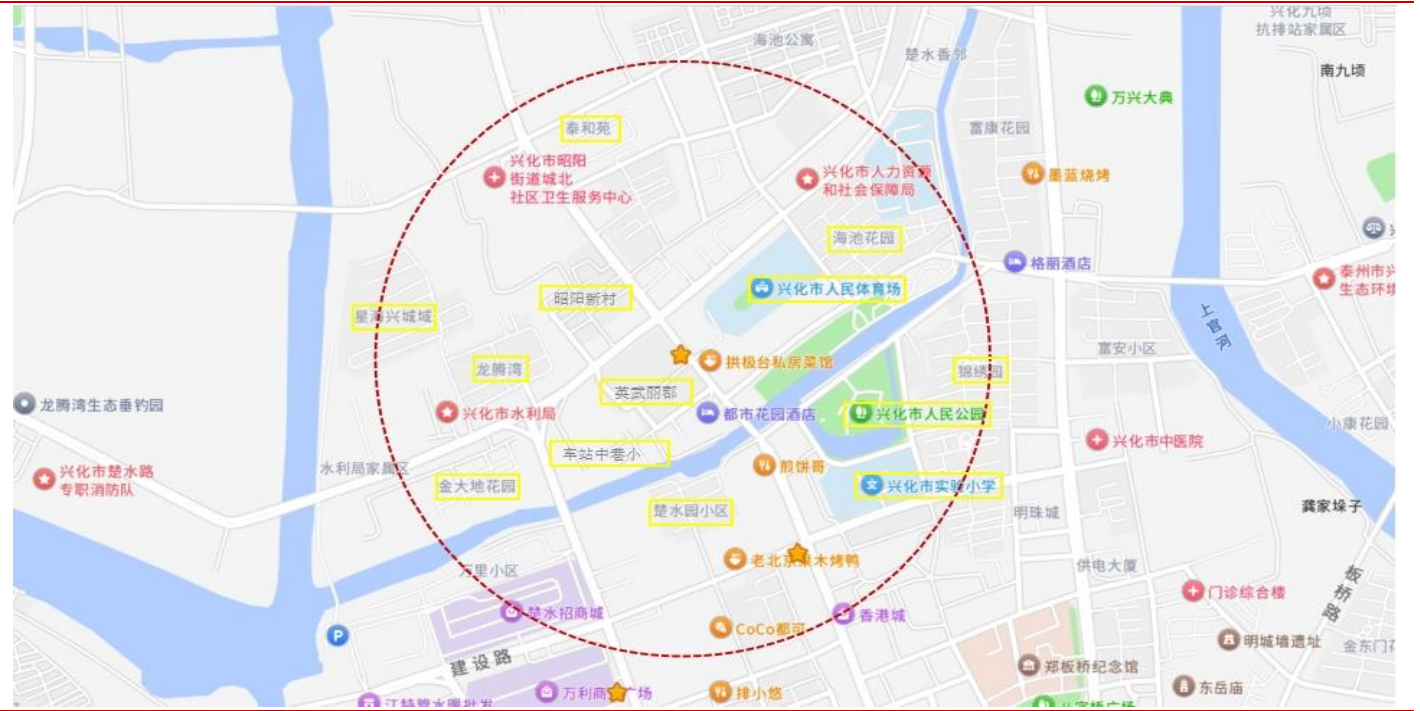 兴化九顷
抗排站家属区
海池公寓
楚水香邻
南九顷
万兴大典
泰和苑
富康花园
兴化市昭阳
街道城北
社区卫生服务中心
兴化市人力资源
和社会保障局
墨蓝烧烤
海池花园
格丽酒店
泰州市兴
生态环境
兴化市人民体育场
昭阳新村
星海兴城域
上官河
富安小区
拱极台私房菜馆
龙腾湾
锦绣园
英武丽都
龙腾湾生态垂钓园
兴化市水利局
都市花园酒店
兴化市人民公园
小康花园
兴化市中医院
车站中巷小
水利局家属区
煎饼哥
兴化市楚水路
专职消防队
金大地花园
兴化市实验小学
楚水园小区
明珠城
龚家垛子
老北京果木烤鸭
供电大厦
万里小区
板桥路
门诊综合楼
楚水招商城
香港城
CoCo都可
P
明城墙遗址
金东门花
建设路
郑板桥纪念馆
东岳庙
万利商广场
排小悠
江特管水暖批发
八字桥广场